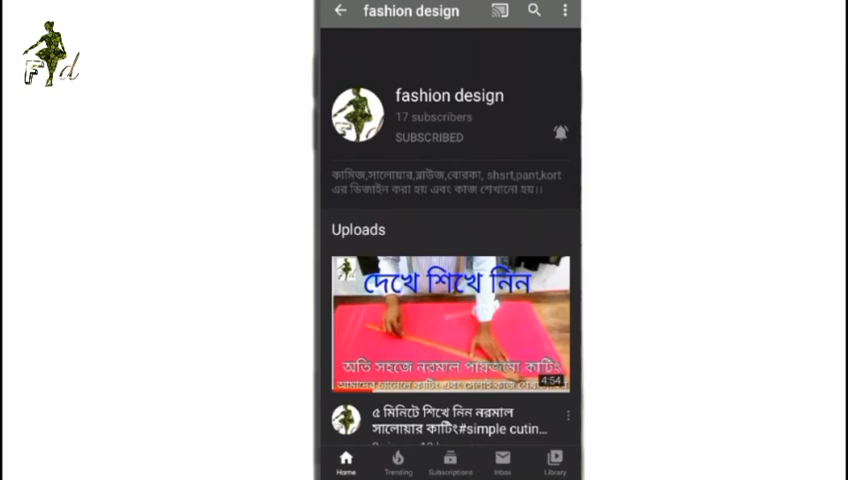 Fd
fashion design
fashion design
17 subscribers
SUBSCRIBED
কামিজ,সালোয়ার,ব্লাউজ,বোরকা, shsrt,pant,kort
এর ডিজাইন করা হয় এবং কাজ শেখানো হয়।।
Uploads
দেখে শিখে নিন
অতি সহজে নরমাল পায়জামা কাটিং
4:54
৫ মিনিটে শিখে নিন নরমাল
সালোয়ার কাটিং#simple cutin...
Home Trending Subscriptions Inbox Library